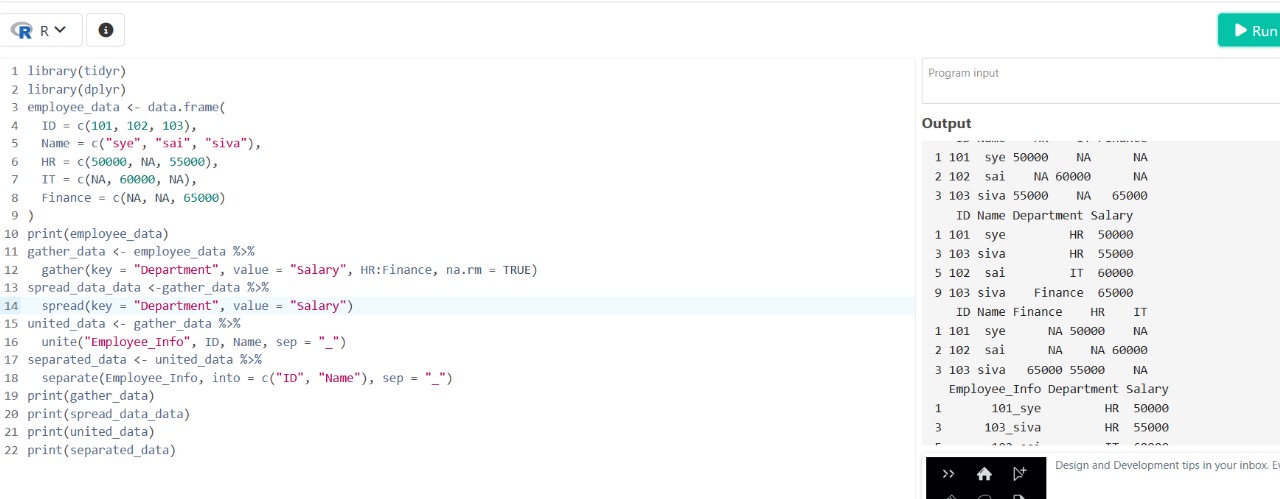 R
Run
1 library(tidyr)
2 library(dplyr)
3 employee_data <- data.frame(
4   ID = c(101, 102, 103),
5   Name = c("sye", "sai", "siva"),
6   HR = c(50000, NA, 55000),
7   IT = c(NA, 60000, NA),
8   Finance = c(NA, NA, 65000)
9 )
10 print(employee_data)
11 gather_data <- employee_data %>%
12   gather(key = "Department", value = "Salary", HR:Finance, na.rm = TRUE)
13 spread_data_data <-gather_data %>%
14   spread(key = "Department", value = "Salary")
15 united_data <- gather_data %>%
16   unite("Employee_Info", ID, Name, sep = "_")
17 separated_data <- united_data %>%
18   separate(Employee_Info, into = c("ID", "Name"), sep = "_")
19 print(gather_data)
20 print(spread_data_data)
21 print(united_data)
22 print(separated_data)
Program input
Output
1 101  sye 50000    NA      NA
2 102  sai    NA 60000      NA
3 103 siva 55000    NA   65000
   ID Name Department Salary
1 101  sye         HR  50000
3 103 siva         HR  55000
5 102  sai         IT  60000
9 103 siva    Finance  65000
   ID Name Finance    HR    IT
1 101  sye      NA 50000    NA
2 102  sai      NA    NA 60000
3 103 siva   65000 55000    NA
  Employee_Info Department Salary
1       101_sye         HR  50000
3      103_siva         HR  55000
Design and Development tips in your inbox.